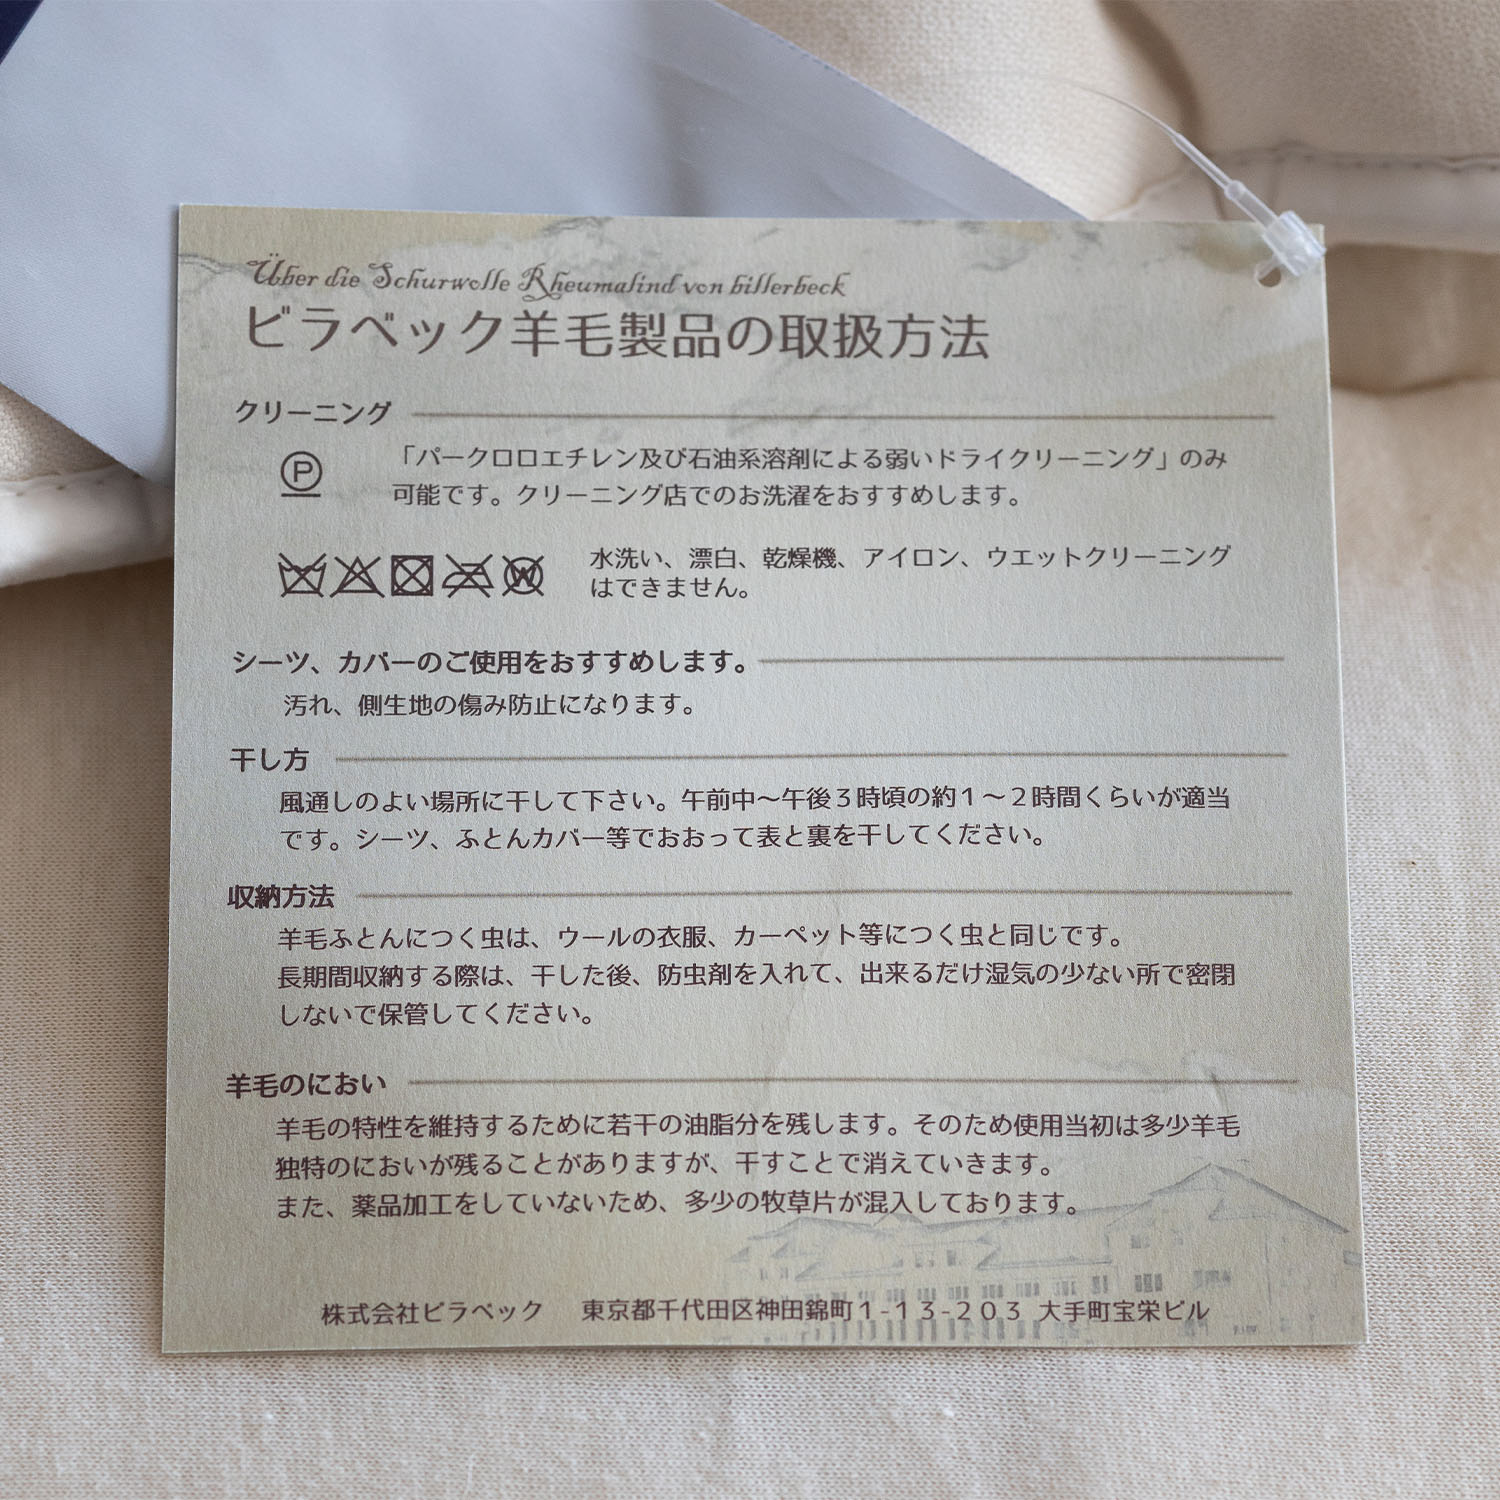 Über die Schurwolle Rheumalind von billerbeck
ビラベック羊毛製品の取扱方法
クリーニング
P
「パークロロエチレン及び石油系溶剤による弱いドライクリーニング」のみ
可能です。クリーニング店でのお洗濯をおすすめします。
W
水洗い、漂白、乾燥機、アイロン、ウエットクリーニング
はできません。
シーツ、カバーのご使用をおすすめします。
汚れ、側生地の傷み防止になります。
干し方
風通しのよい場所に干して下さい。午前中〜午後3時頃の約1〜2時間くらいが適当
です。シーツ、ふとんカバー等でおおって表と裏を干してください。
収納方法
羊毛ふとんにつく虫は、ウールの衣服、カーペット等につく虫と同じです。
長期間収納する際は、干した後、防虫剤を入れて、出来るだけ湿気の少ない所で密閉
しないで保管してください。
羊毛のにおい
羊毛の特性を維持するために若干の油脂分を残します。そのため使用当初は多少羊毛
独特のにおいが残ることがありますが、干すことで消えていきます。
また、薬品加工をしていないため、多少の牧草片が混入しております。
株式会社ビラベック 東京都千代田区神田錦町1-13-203 大手町宝栄ビル